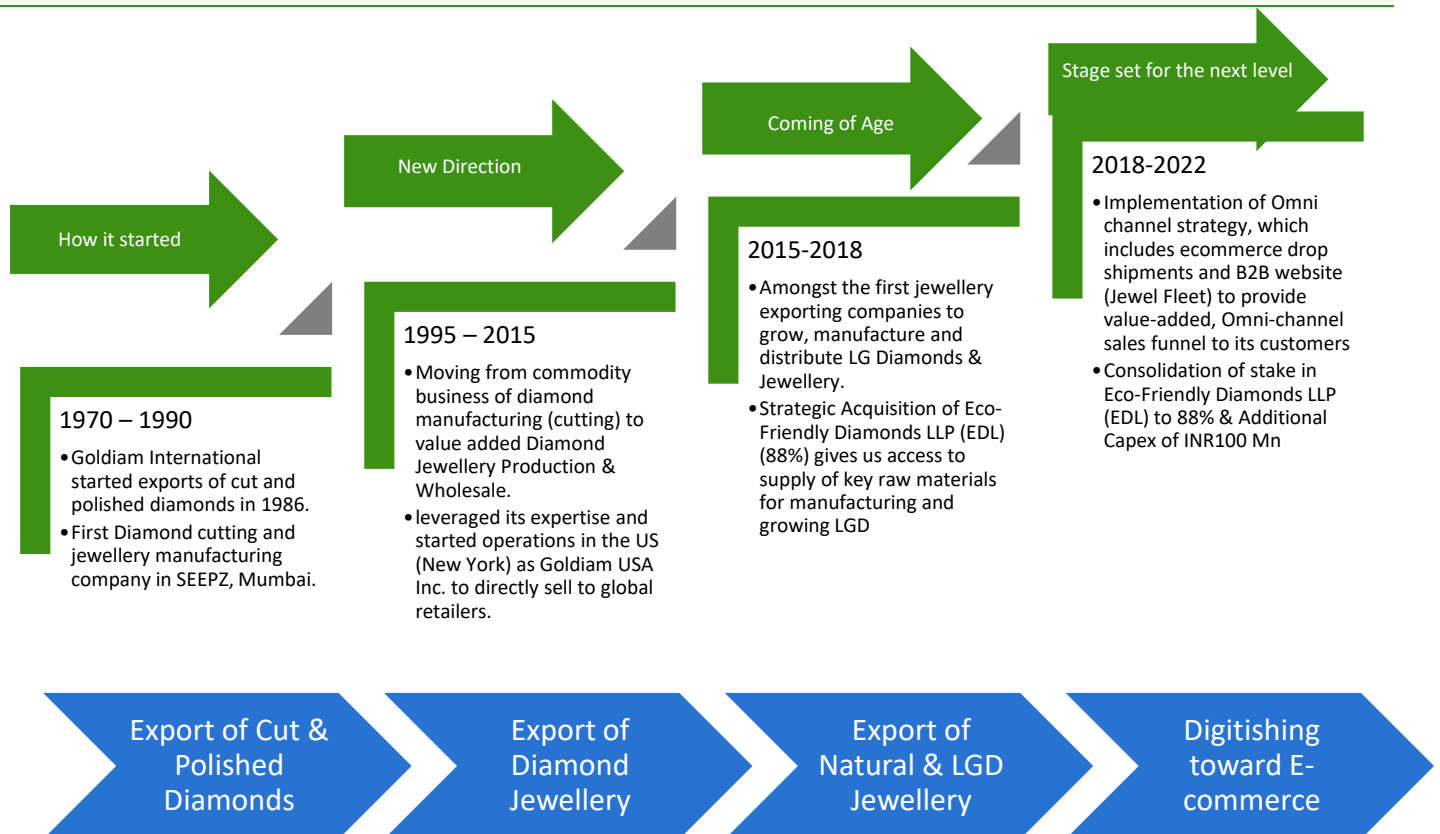 How it started
1970 – 1990
•Goldiam International
started exports of cut and
polished diamonds in 1986.
•First Diamond cutting and
jewellery manufacturing
company in SEEPZ, Mumbai.
New Direction
1995 – 2015
•Moving from commodity
business of diamond
manufacturing (cutting) to
value added Diamond
Jewellery Production &
Wholesale.
•leveraged its expertise and
started operations in the US
(New York) as Goldiam USA
Inc. to directly sell to global
retailers.
Coming of Age
2015-2018
•Amongst the first jewellery
exporting companies to
grow, manufacture and
distribute LG Diamonds &
Jewellery.
•Strategic Acquisition of Eco-
Friendly Diamonds LLP (EDL)
(88%) gives us access to
supply of key raw materials
for manufacturing and
growing LGD
Stage set for the next level
2018-2022
•Implementation of Omni
channel strategy, which
includes ecommerce drop
shipments and B2B website
(Jewel Fleet) to provide
value-added, Omni-channel
sales funnel to its customers
•Consolidation of stake in
Eco-Friendly Diamonds LLP
(EDL) to 88% & Additional
Capex of INR100 Mn
Export of Cut &
Polished
Diamonds
Export of
Diamond
Jewellery
Export of
Natural & LGD
Jewellery
Digitishing
toward E-
commerce